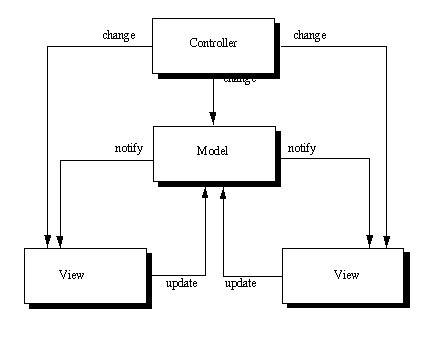 change
Controller
change
change
Model
notify
notify
View
View
update
update